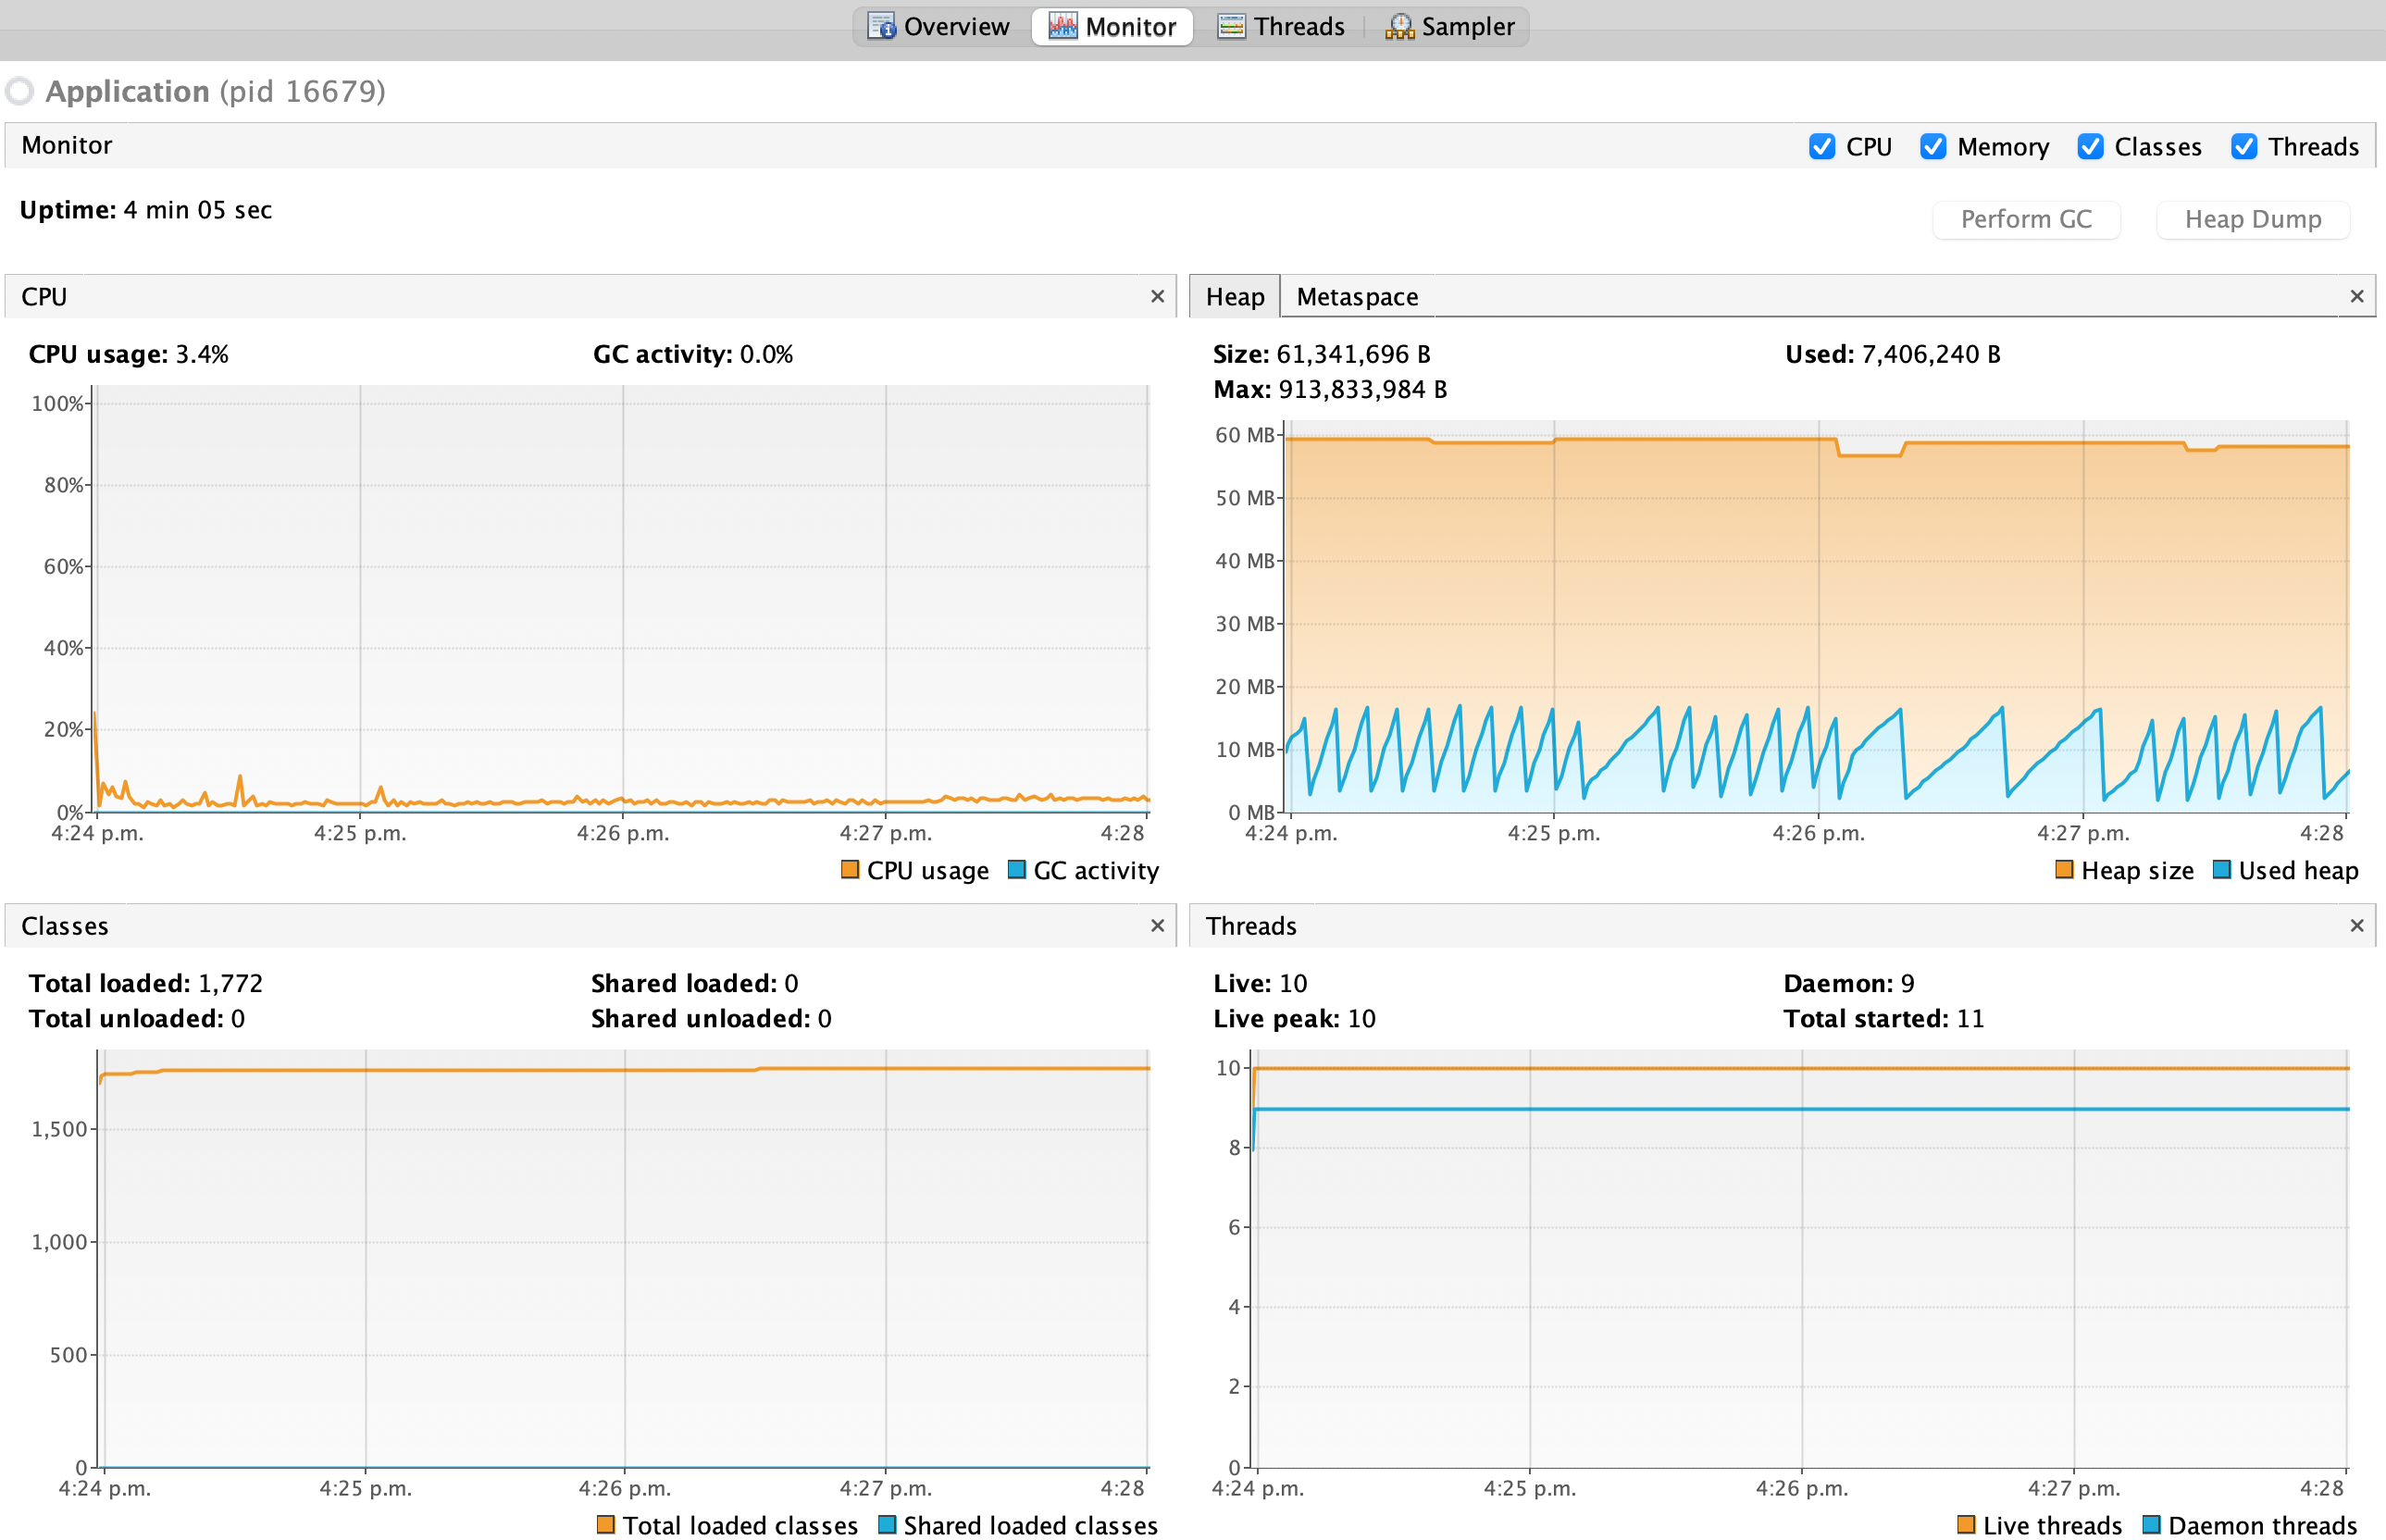 Overview Monitor Threads Sampler
Application (pid 16679)
Monitor
CPU Memory Classes Threads
Uptime: 4 min 05 sec
Perform GC Heap Dump
CPU
CPU usage: 3.4% GC activity: 0.0%
100%
80%
60%
40%
20%
0%
4:24 p.m. 4:25 p.m. 4:26 p.m. 4:27 p.m. 4:28
CPU usage GC activity
Heap Metaspace
Size: 61,341,696 B Used: 7,406,240 B
Max: 913,833,984 B
60 MB
50 MB
40 MB
30 MB
20 MB
10 MB
0 MB
4:24 p.m. 4:25 p.m. 4:26 p.m. 4:27 p.m. 4:28
Heap size Used heap
Classes
Total loaded: 1,772 Shared loaded: 0
Total unloaded: 0 Shared unloaded: 0
1,500
1,000
500
0
4:24 p.m. 4:25 p.m. 4:26 p.m. 4:27 p.m. 4:28
Total loaded classes Shared loaded classes
Threads
Live: 10 Daemon: 9
Live peak: 10 Total started: 11
10
8
6
4
2
0
4:24 p.m. 4:25 p.m. 4:26 p.m. 4:27 p.m. 4:28
Live threads Daemon threads